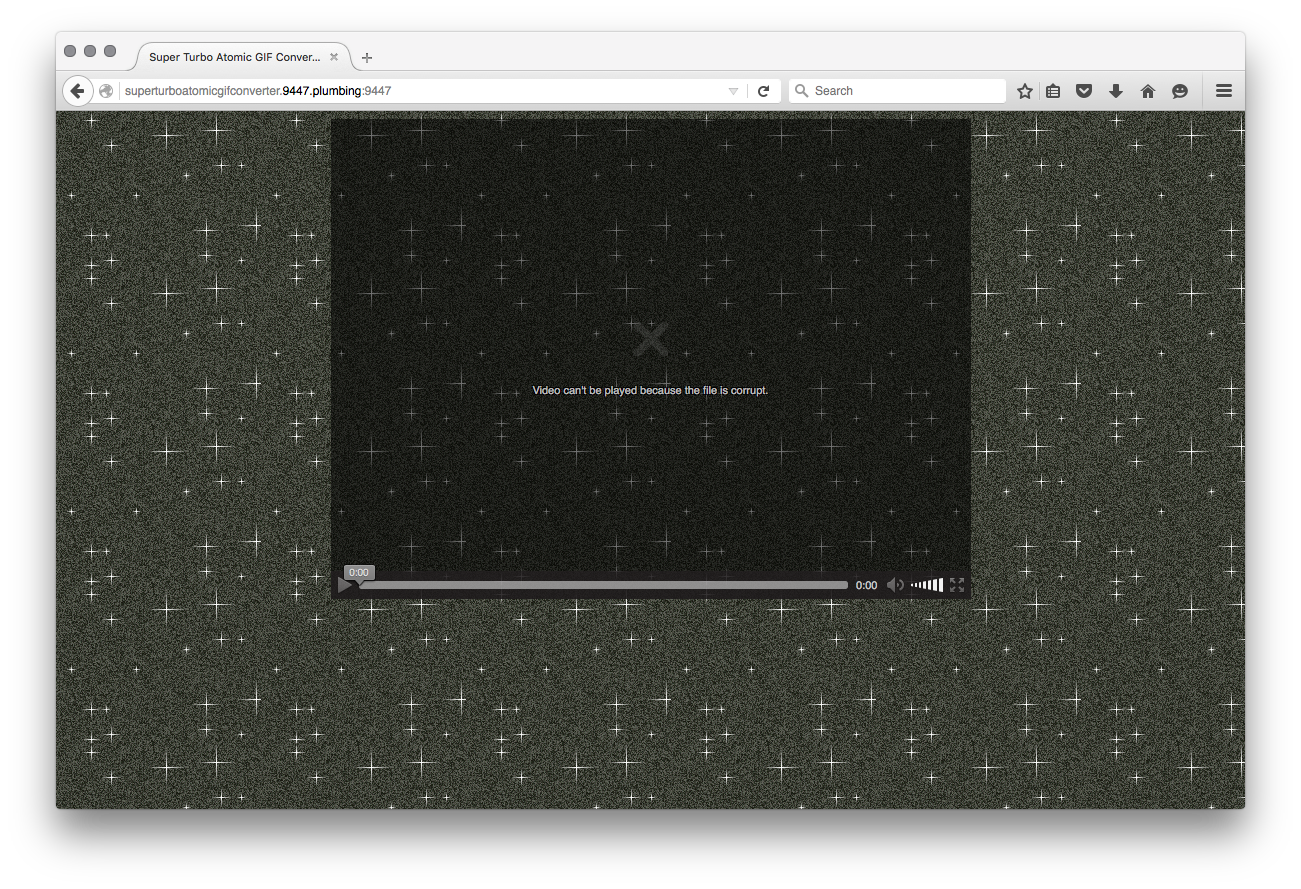 Super Turbo Atomic GIF Conver...
superturboatomicgifconverter.9447.plumbing:9447
Search
Video can't be played because the file is corrupt.
0:00
0:00